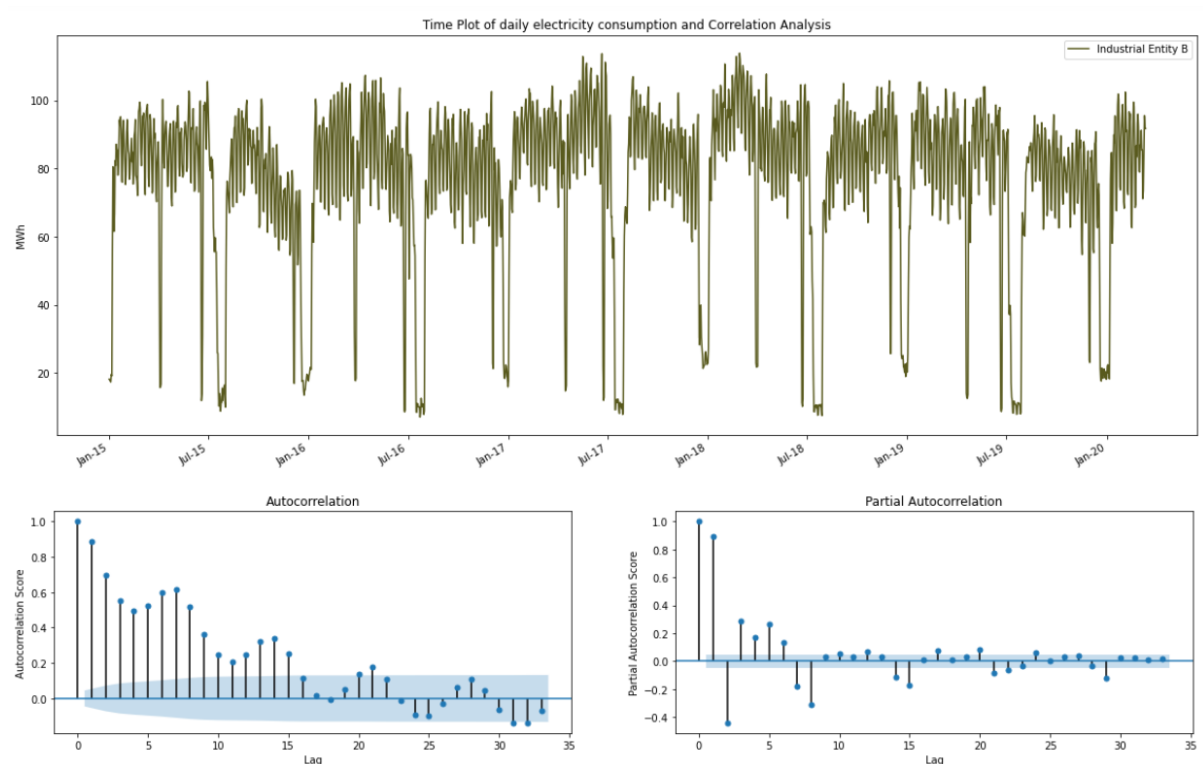 Time Plot of daily electricity consumption and Correlation Analysis
Industrial Entity B
100
80
60
40
20
MWh
Jan-15 Jul-15 Jan-16 Jul-16 Jan-17 Jul-17 Jan-18 Jul-18 Jan-19 Jul-19 Jan-20
Autocorrelation
1.0
0.8
0.6
0.4
0.2
0.0
Autocorrelation Score
0 5 10 15 20 25 30 35
Lag
Partial Autocorrelation
1.0
0.8
0.6
0.4
0.2
0.0
−0.2
−0.4
Partial Autocorrelation Score
0 5 10 15 20 25 30 35
Lag